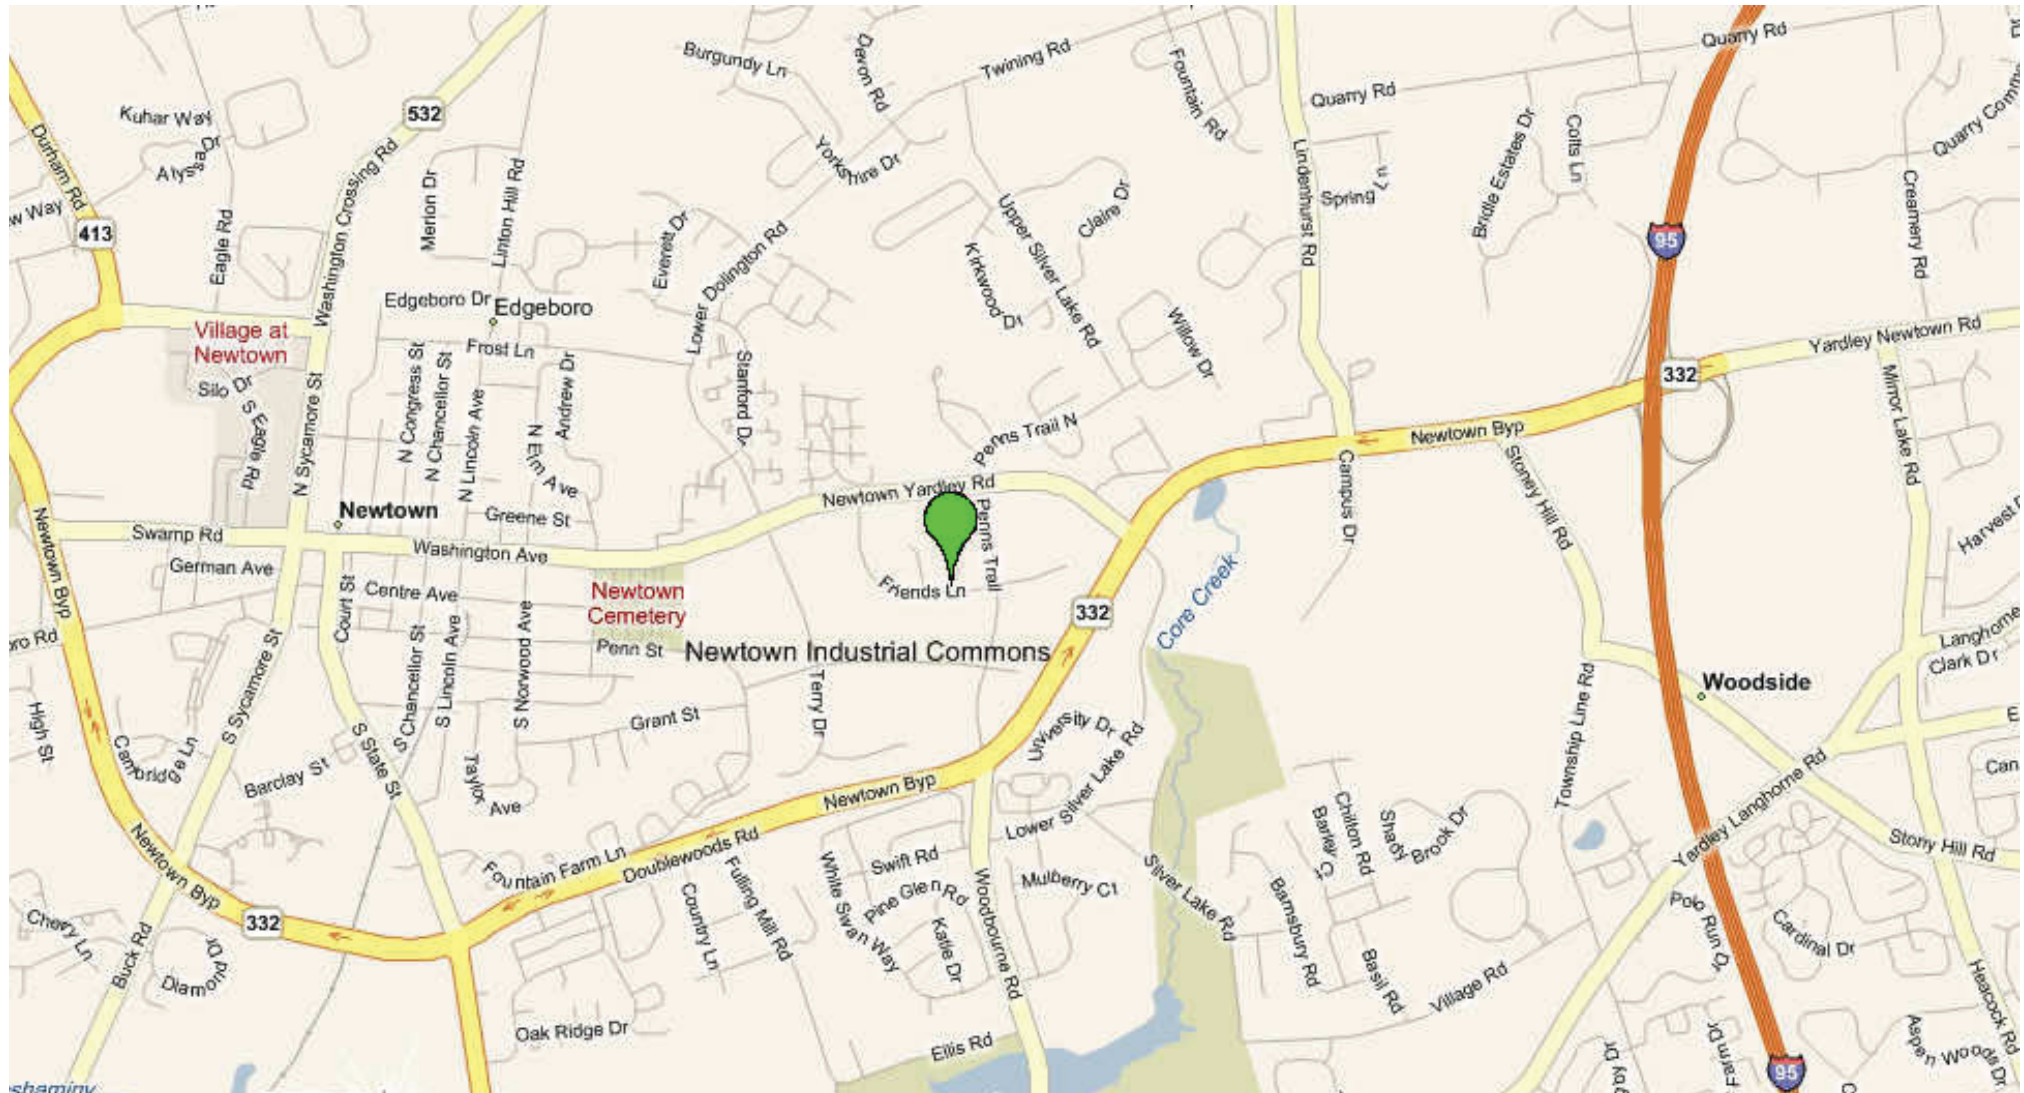 Quarry Rd
Burgundy Ln
Devon Rd
Twining Rd
Fountain Rd
Quarry Rd
532
Kuhar Way
Alyssa Dr
Durham Rd
w Way
413
Eagle Rd
Washington Crossing Rd
Merion Dr
Linton Hill Rd
Yorkshire Dr
Everett Dr
Lower Dolington Rd
Upper Silver Lake Rd
Claire Dr
Kirkwood Dr
Lindenhurst Rd
Spring Ln
Bridle Estates Dr
Colts Ln
95
Creamery Rd
Edgeboro Dr
Edgeboro
Village at
Newtown
Frost Ln
Silo Dr
S Eagle Rd
N Sycamore St
N Congress St
N Chancellor St
N Lincoln Ave
N Elm Ave
Andrew Dr
Stanford Dr
Willow Dr
Penns Trail N
Newtown Byp
332
Yardley Newtown Rd
Mirror Lake Rd
Newtown Yardley Rd
Newtown
Greene St
Swamp Rd
Washington Ave
German Ave
Newtown Byp
Court St
Centre Ave
Newtown
Cemetery
Friends Ln
Penns Trail
332
Core Creek
Campus Dr
Stoney Hill Rd
Penn St
Newtown Industrial Commons
S Sycamore St
S Chancellor St
S Lincoln Ave
S Norwood Ave
Grant St
Terry Dr
University Dr
Lower Silver Lake Rd
Township Line Rd
Woodside
Clark Dr
High St
Cambridge Ln
Barclay St
S State St
Taylor Ave
Newtown Byp
Yardley Langhorne Rd
Stony Hill Rd
Newtown Byp
Fountain Farm Ln
Doublewoods Rd
Swift Rd
Pine Glen Rd
White Swan Way
Katie Dr
Mulberry Ct
Woodbourne Rd
Silver Lake Rd
Barnsbury Rd
Barley Ct
Chilton Rd
Shady Brook Dr
Basil Rd
Village Rd
Polo Run Dr
Cardinal Dr
Heacock Rd
Cherry Ln
Buck Rd
Diamond Dr
332
Country Ln
Fulling Mill Rd
Oak Ridge Dr
Ellis Rd
Farm Dr
95
Aspen Woods Dr